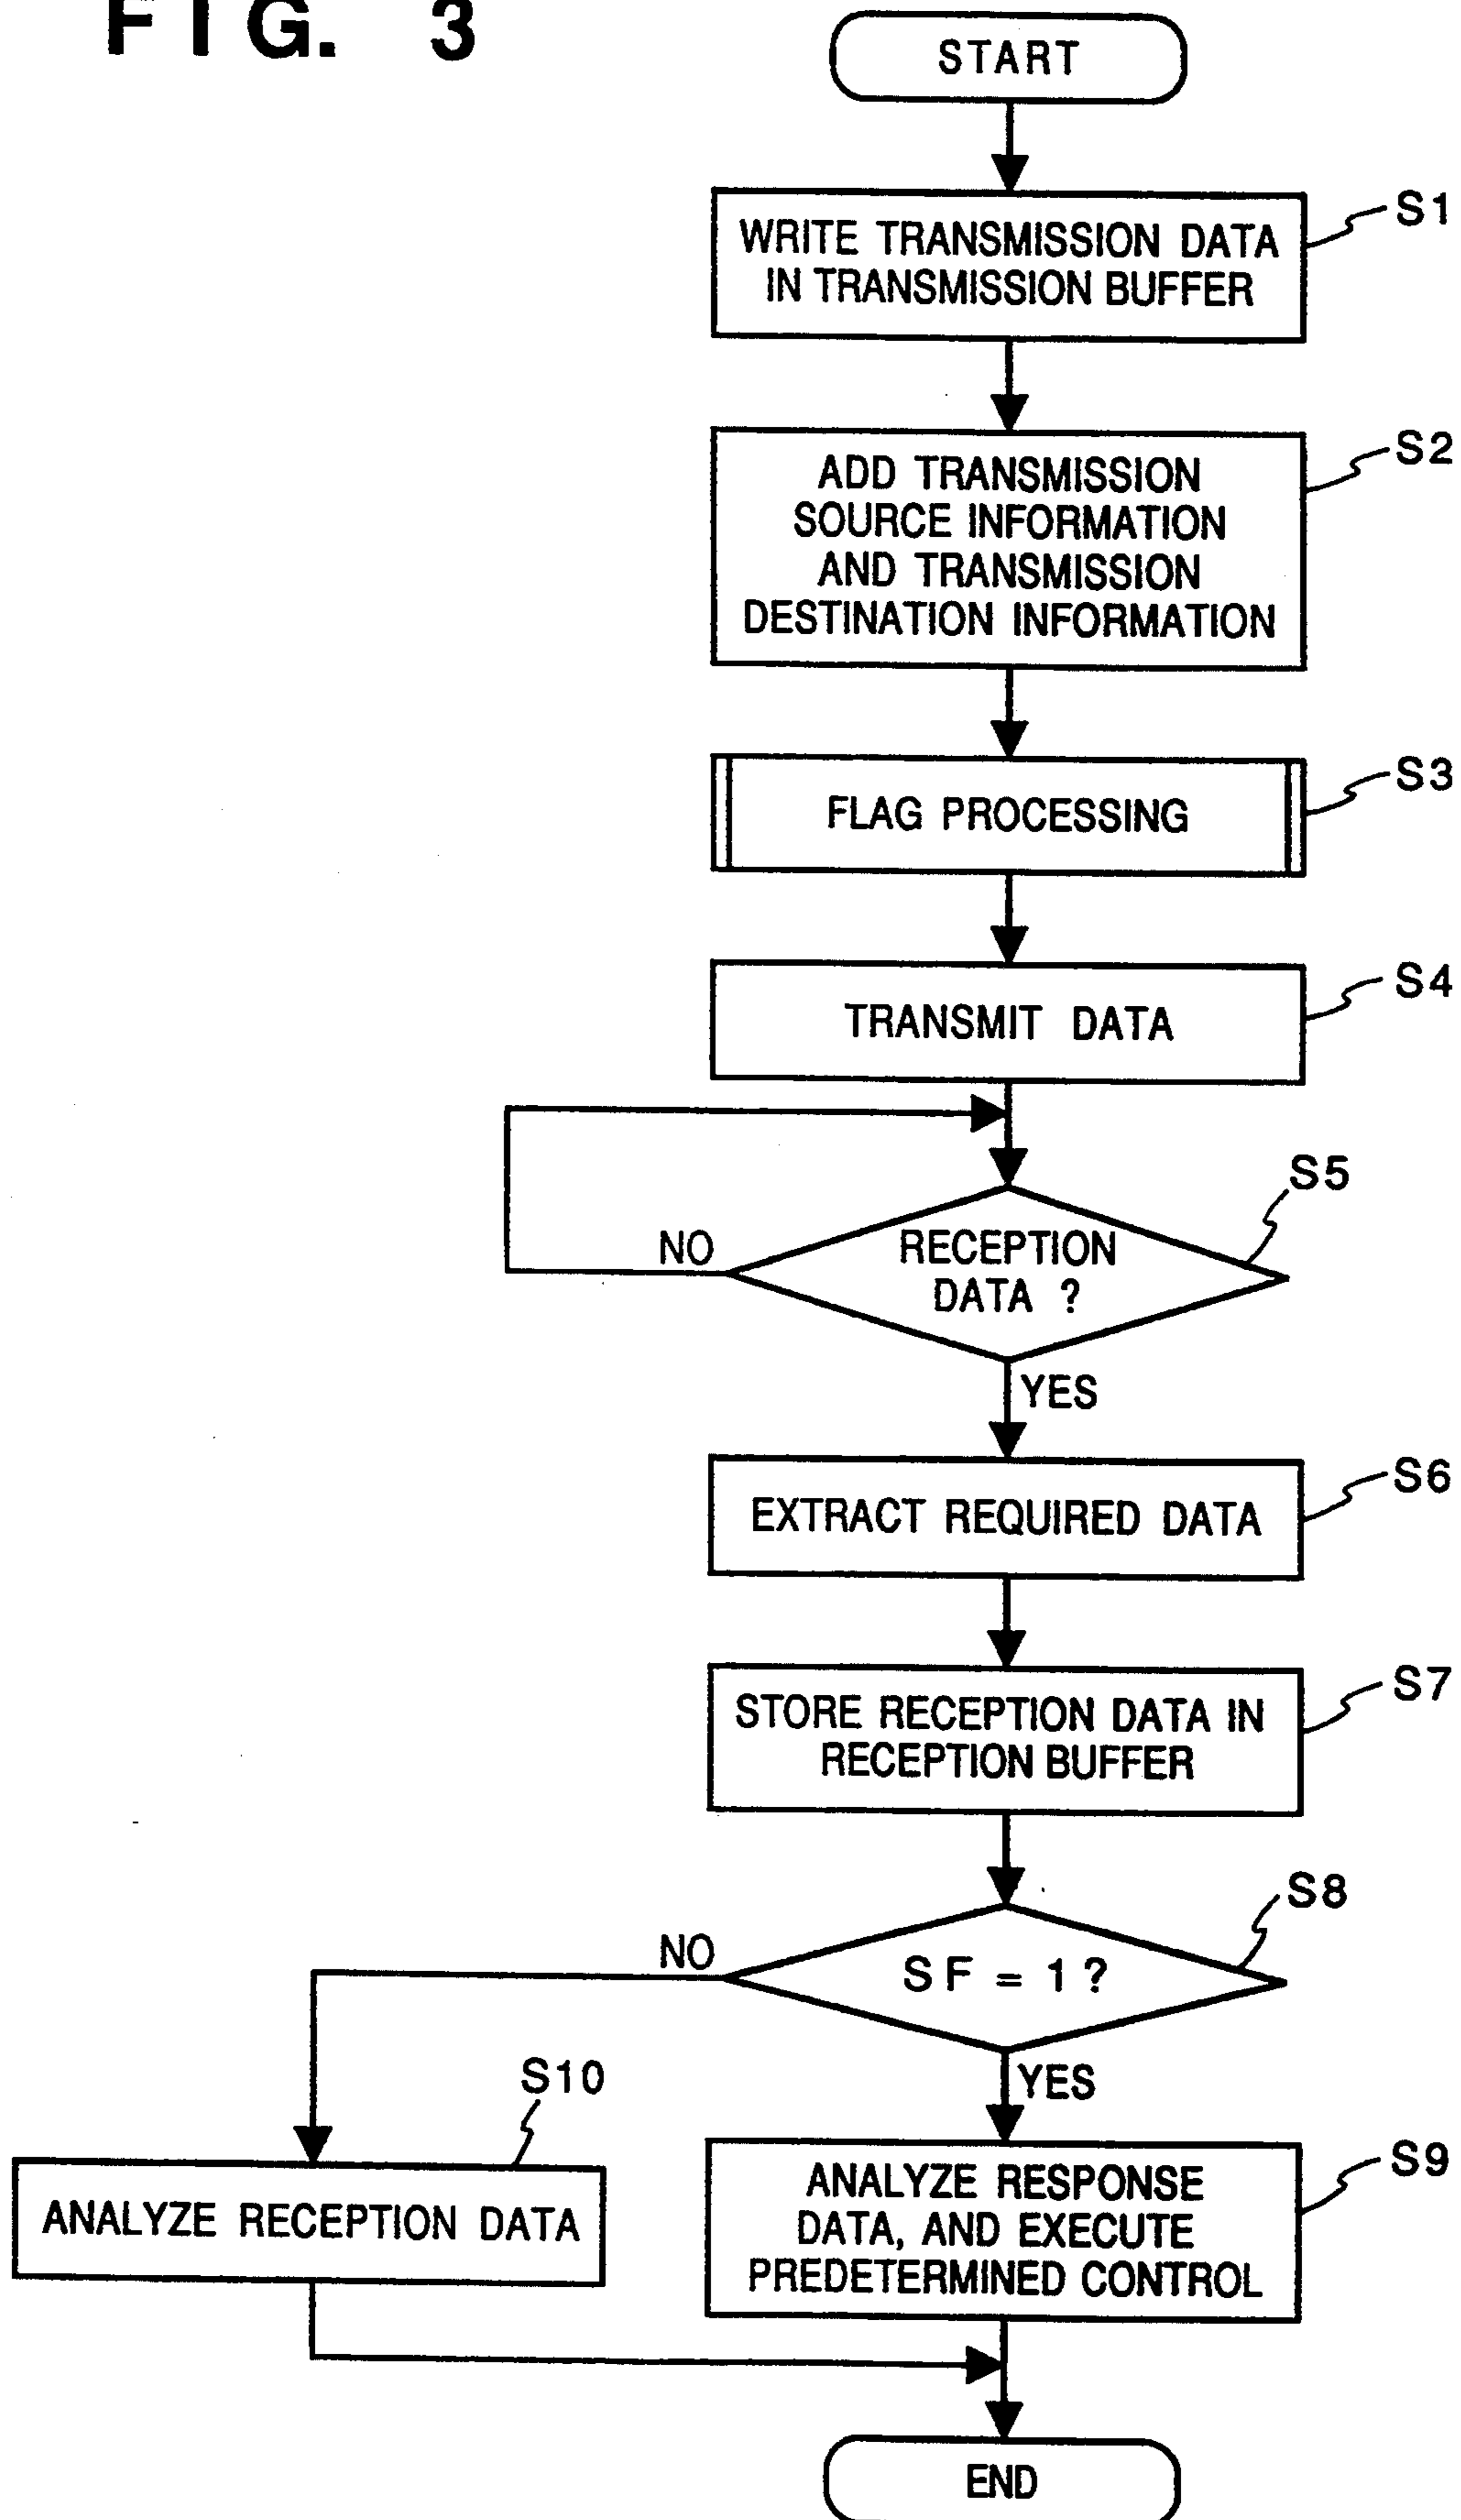 FIG. 3
START
S1
WRITE TRANSMISSION DATA
IN TRANSMISSION BUFFER
S2
ADD TRANSMISSION
SOURCE INFORMATION
AND TRANSMISSION
DESTINATION INFORMATION
S3
FLAG PROCESSING
S4
TRANSMIT DATA
S5
NO
RECEPTION
DATA ?
YES
S6
EXTRACT REQUIRED DATA
S7
STORE RECEPTION DATA IN
RECEPTION BUFFER
S8
NO
SF = 1?
YES
S10
ANALYZE RECEPTION DATA
S9
ANALYZE RESPONSE
DATA, AND EXECUTE
PREDETERMINED CONTROL
END